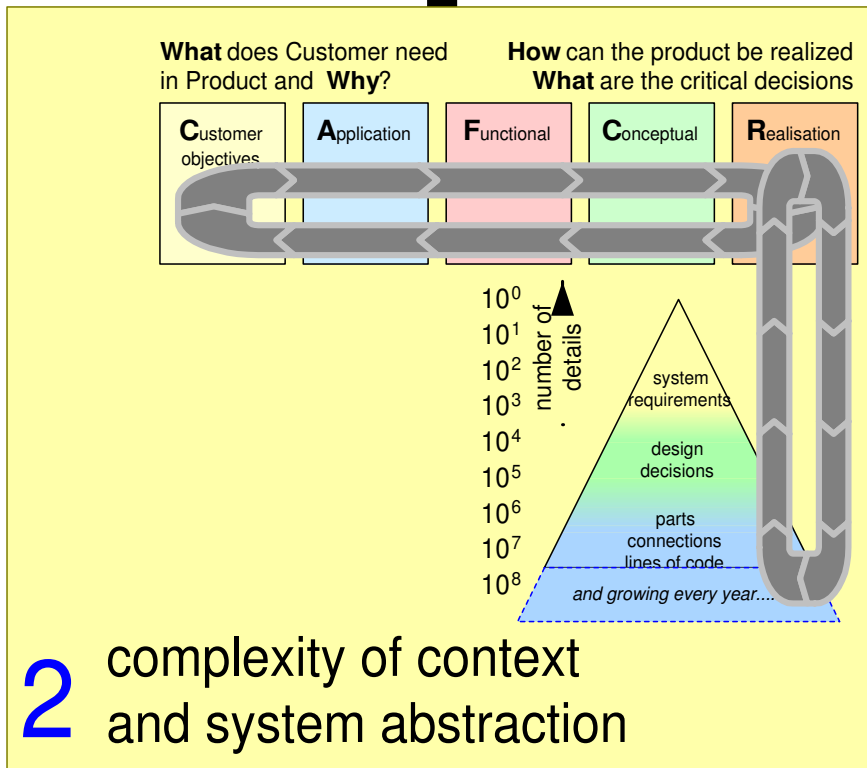 What does Customer need
in Product and Why?
How can the product be realized
What are the critical decisions
Customer
objectives
Application
Functional
Conceptual
Realisation
10⁰
10¹
10²
10³
10⁴
10⁵
10⁶
10⁷
10⁸
number of
details
system
requirements
design
decisions
parts
connections
lines of code
and growing every year....
2
complexity of context
and system abstraction